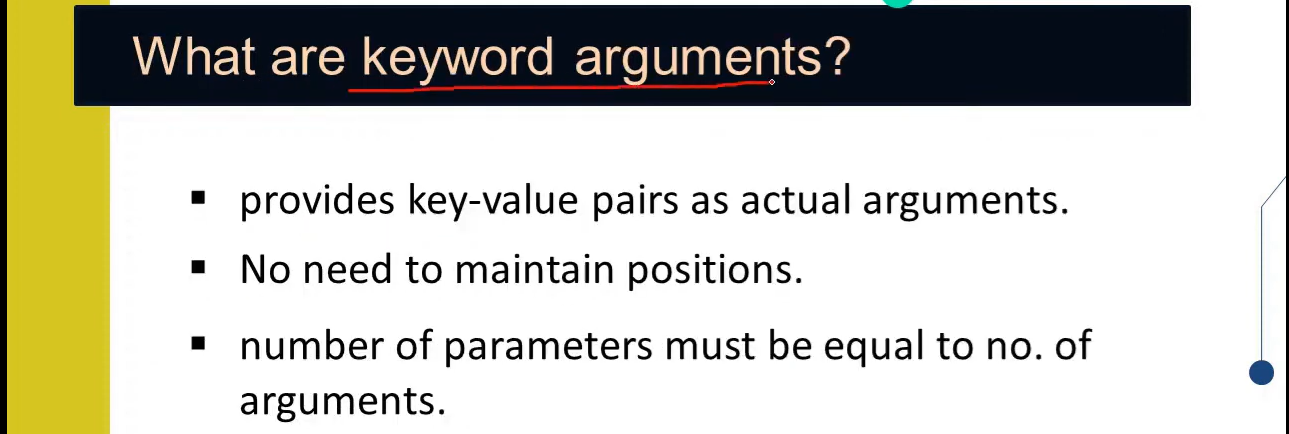 What are keyword arguments?
▪ provides key-value pairs as actual arguments.
▪ No need to maintain positions.
▪ number of parameters must be equal to no. of
arguments.